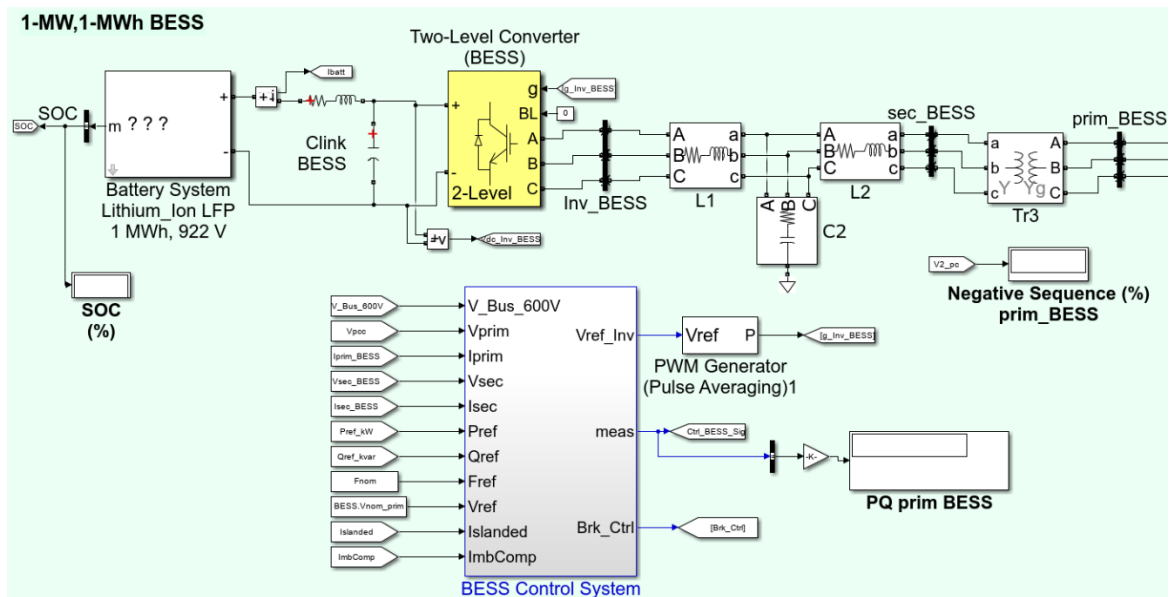 1-MW,1-MWh BESS
Two-Level Converter
(BESS)
Ibatt
SOC
SOC
m ? ? ?
+
-
+ i
-
Clink
BESS
Battery System
Lithium_Ion LFP
1 MWh, 922 V
+
-
g
BL
A
B
C
2-Level
0
Inv_BESS
A
B
C
a
b
c
L1
A
B
C
a
b
c
L2
A
B
C
C2
sec_BESS
a
b
c
A
B
C
Y
Yg
Tr3
prim_BESS
+v
-
SOC
(%)
V2_pc
Negative Sequence (%)
prim_BESS
V_Bus_600V
Vpcc
Iprim_BESS
Vsec_BESS
Isec_BESS
Pref_kW
Qref_kvar
Fnom
BESS.Vnom_prim
Islanded
ImbComp
V_Bus_600V
Vprim
Iprim
Vsec
Isec
Pref
Qref
Fref
Vref
Islanded
ImbComp
Vref_Inv
meas
Brk_Ctrl
BESS Control System
Vref
P
PWM Generator
(Pulse Averaging)1
[g_Inv_BESS]
Ctrl_BESS_Sig
-K-
PQ prim BESS
[Brk_Ctrl]